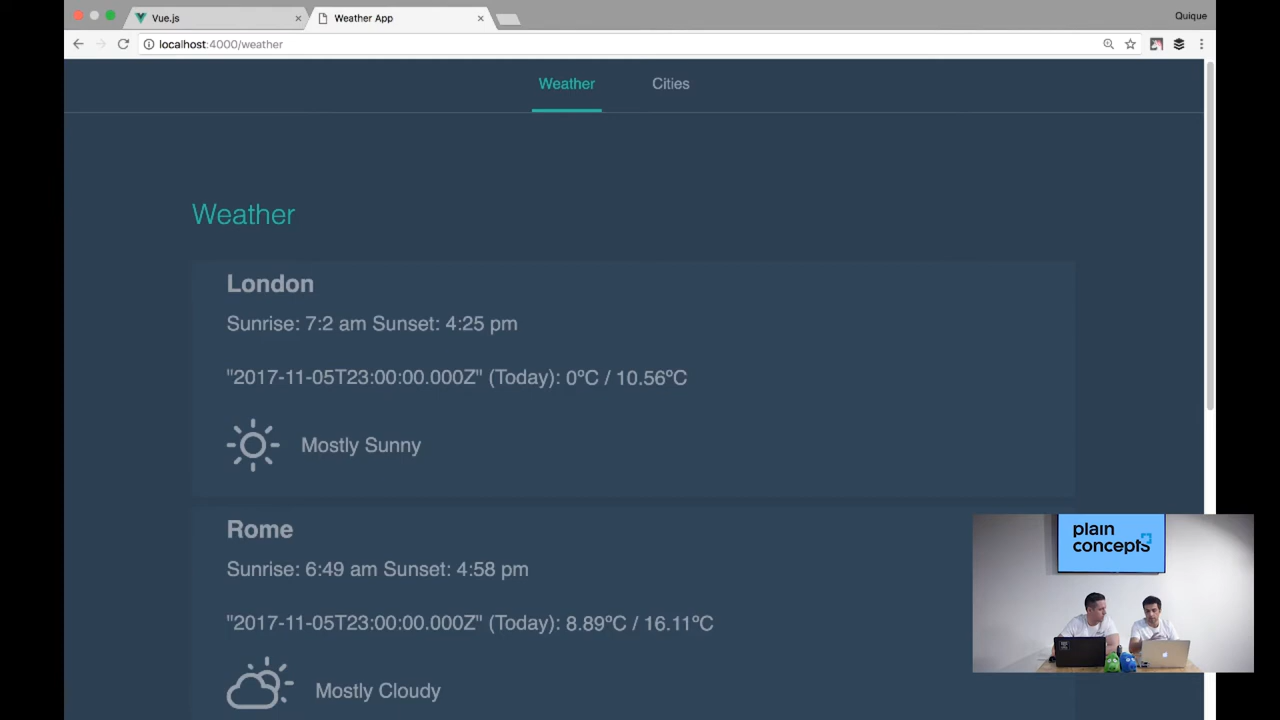 Vue.js
Weather App
Quique
localhost:4000/weather
Weather
Cities
Weather
London
Sunrise: 7:2 am Sunset: 4:25 pm
"2017-11-05T23:00:00.000Z" (Today): 0ºC / 10.56ºC
Mostly Sunny
Rome
Sunrise: 6:49 am Sunset: 4:58 pm
"2017-11-05T23:00:00.000Z" (Today): 8.89ºC / 16.11ºC
Mostly Cloudy
plain
concepts